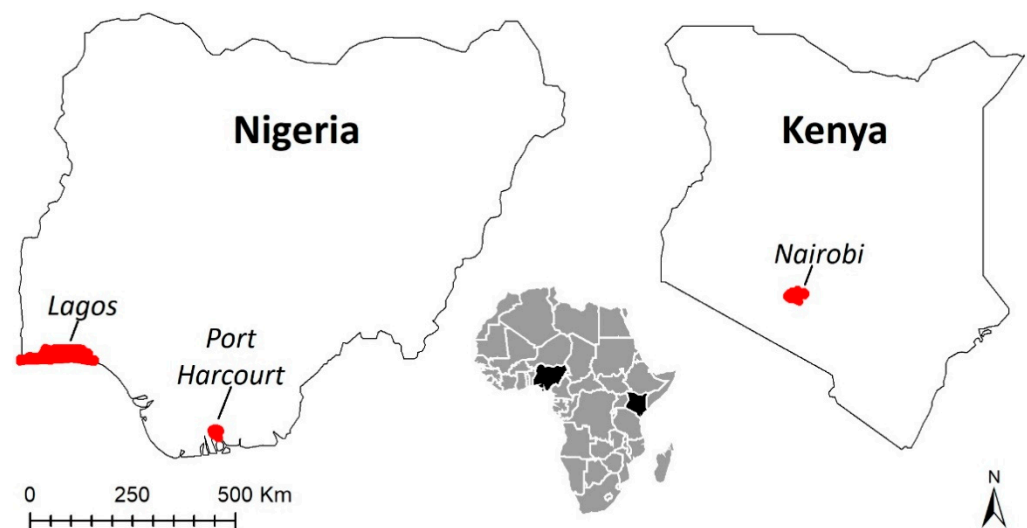 Nigeria
Kenya
Nairobi
Lagos
Port
Harcourt
0 250 500 Km
N